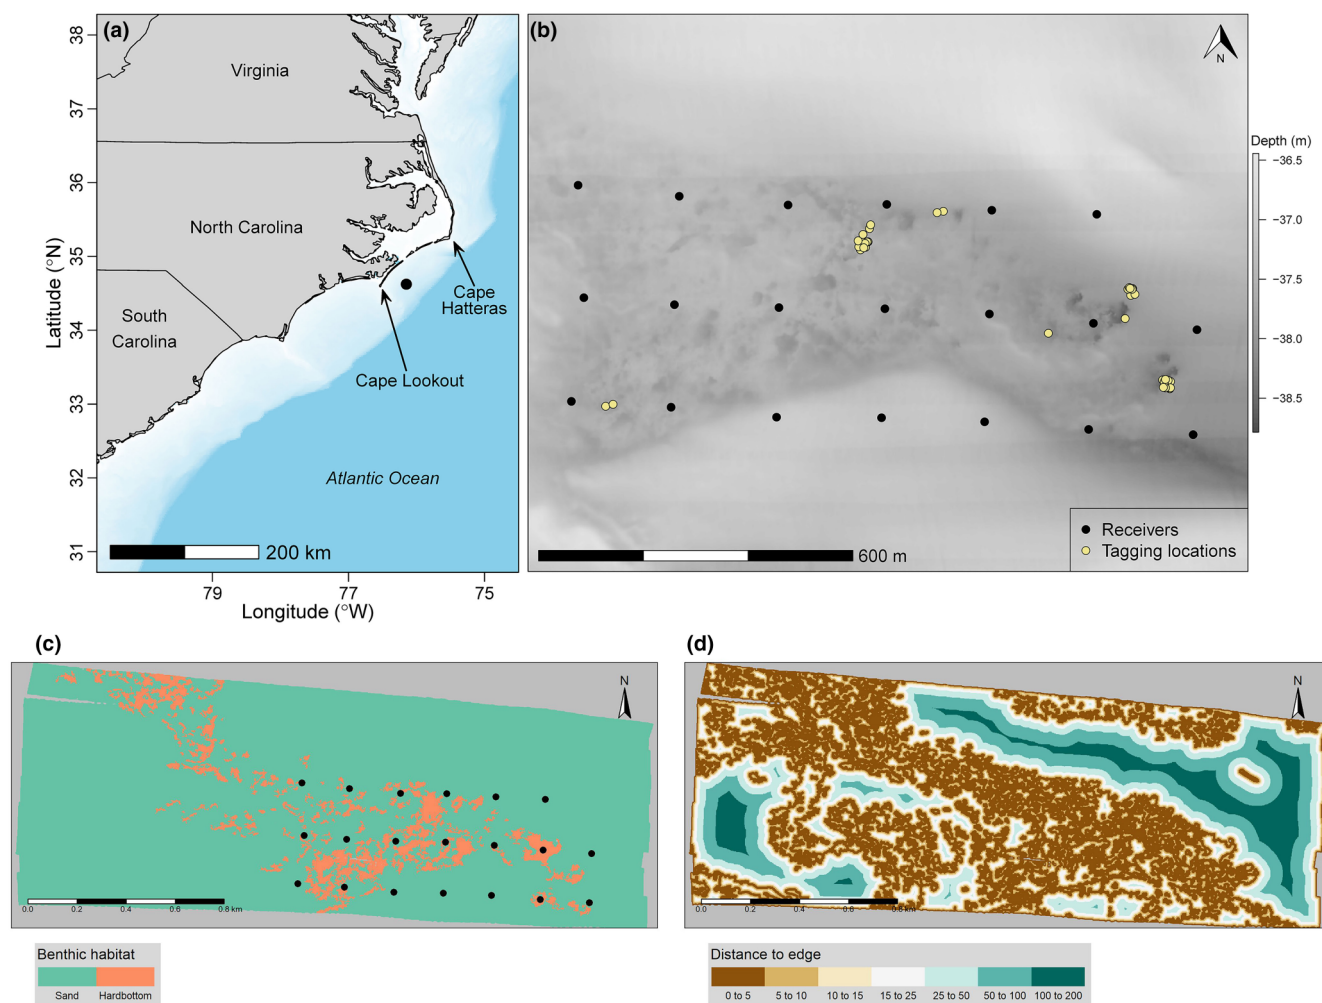 (a)
38
37
36
35
34
33
32
31
Latitude (°N)
Virginia
North Carolina
South
Carolina
Cape
Hatteras
Cape Lookout
Atlantic Ocean
200 km
79
77
75
Longitude (°W)
(b)
N
Depth (m)
−36.5
−37.0
−37.5
−38.0
−38.5
Receivers
Tagging locations
600 m
(c)
N
0.0
0.2
0.4
0.6
0.8 km
Benthic habitat
Sand
Hardbottom
(d)
N
0.0
0.2
0.4
0.6
0.8 km
Distance to edge
0 to 5
5 to 10
10 to 15
15 to 25
25 to 50
50 to 100
100 to 200